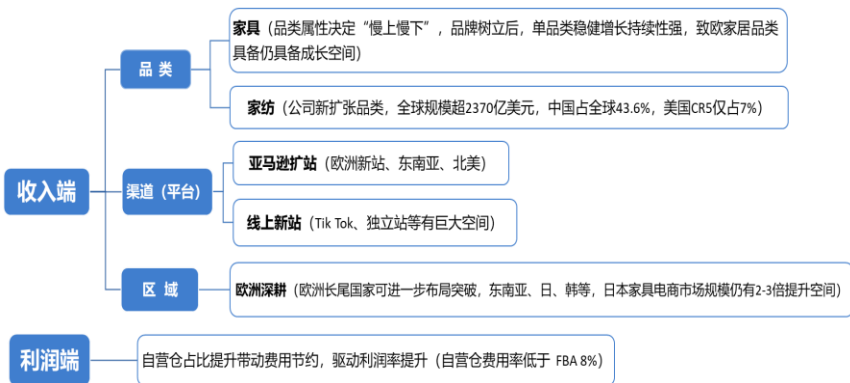 家具（品类属性决定“慢上慢下”，品牌树立后，单品类稳健增长持续性强，致欧家居品类
具备仍具备成长空间）
品 类
家纺（公司新扩张品类，全球规模超2370亿美元，中国占全球43.6%，美国CR5仅占7%）
亚马逊扩站（欧洲新站、东南亚、北美）
收入端
渠道（平台）
线上新站（Tik Tok、独立站等有巨大空间）
区 域
欧洲深耕（欧洲长尾国家可进一步布局突破，东南亚、日、韩等，日本家具电商市场规模仍有2-3倍提升空间）
利润端
自营仓占比提升带动费用节约，驱动利润率提升（自营仓费用率低于 FBA 8%）